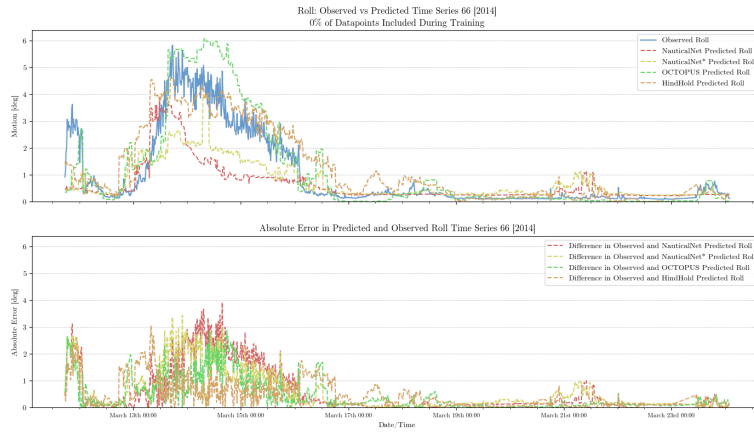 Roll: Observed vs Predicted Time Series 66 [2014]
0% of Datapoints Included During Training
Motion [deg]
6
5
4
3
2
1
0
Observed Roll
NauticalNet Predicted Roll
NauticalNet* Predicted Roll
OCTOPUS Predicted Roll
HindHold Predicted Roll
Absolute Error in Predicted and Observed Roll Time Series 66 [2014]
Absolute Error [deg]
6
5
4
3
2
1
0
Difference in Observed and NauticalNet Predicted Roll
Difference in Observed and NauticalNet* Predicted Roll
Difference in Observed and OCTOPUS Predicted Roll
Difference in Observed and HindHold Predicted Roll
March 13th 00:00
March 15th 00:00
March 17th 00:00
March 19th 00:00
March 21st 00:00
March 23rd 00:00
Date/Time